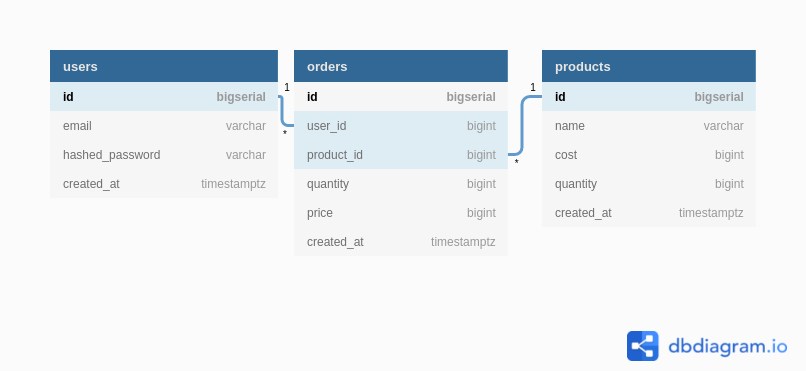 users
id bigserial
email varchar
hashed_password varchar
created_at timestamptz
1
*
orders
id bigserial
user_id bigint
product_id bigint
quantity bigint
price bigint
created_at timestamptz
1
*
products
id bigserial
name varchar
cost bigint
quantity bigint
created_at timestamptz
dbdiagram.io